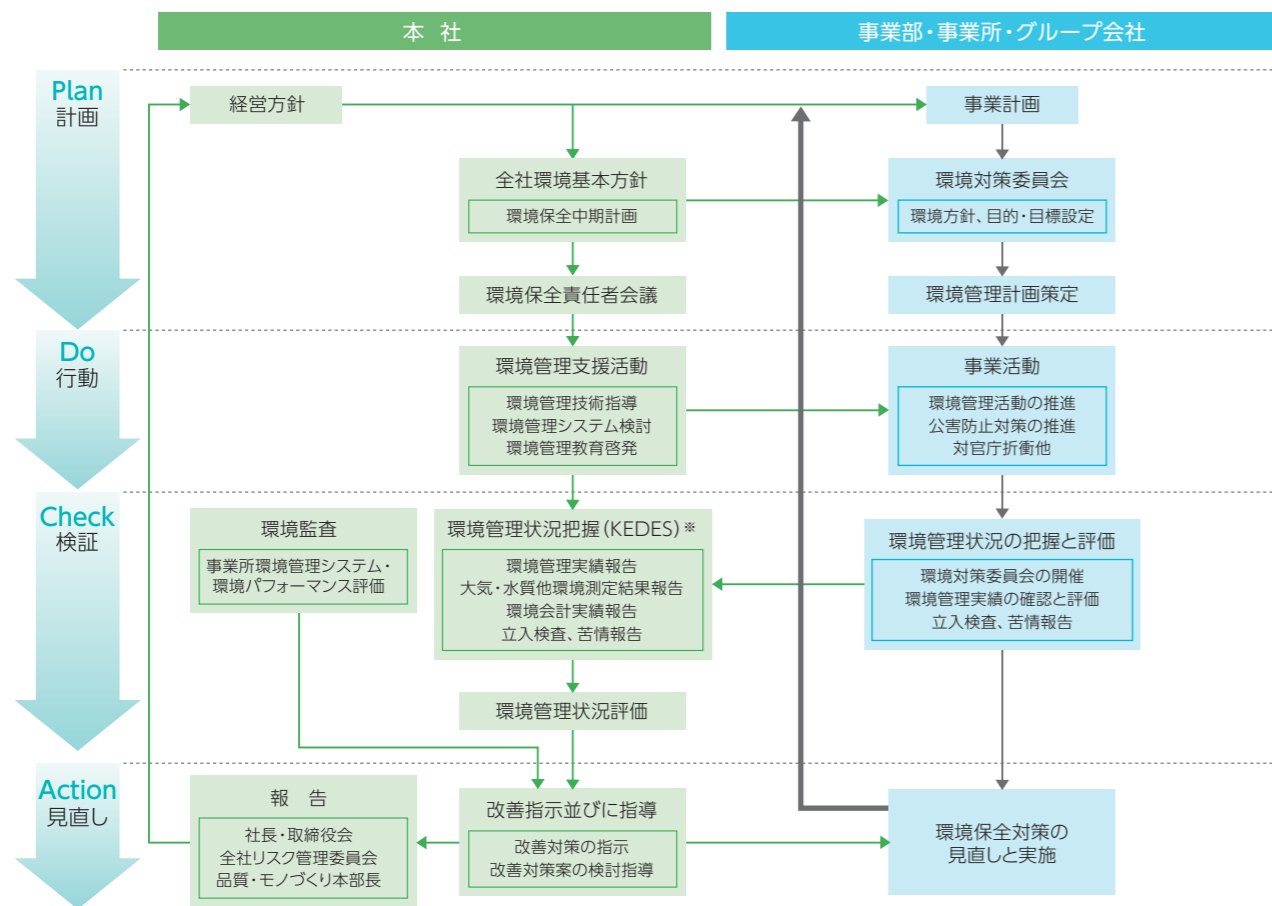 本 社
事業部・事業所・グループ会社
Plan
計画
経営方針
事業計画
全社環境基本方針
環境保全中期計画
環境対策委員会
環境方針、目的・目標設定
環境保全責任者会議
環境管理計画策定
Do
行動
環境管理支援活動
環境管理技術指導
環境管理システム検討
環境管理教育啓発
事業活動
環境管理活動の推進
公害防止対策の推進
対官庁折衝他
Check
検証
環境監査
事業所環境管理システム・
環境パフォーマンス評価
環境管理状況把握(KEDES)※
環境管理実績報告
大気・水質他環境測定結果報告
環境会計実績報告
立入検査、苦情報告
環境管理状況の把握と評価
環境対策委員会の開催
環境管理実績の確認と評価
立入検査、苦情報告
環境管理状況評価
Action
見直し
報 告
社長・取締役会
全社リスク管理委員会
品質・モノづくり本部長
改善指示並びに指導
改善対策の指示
改善対策案の検討指導
環境保全対策の
見直しと実施